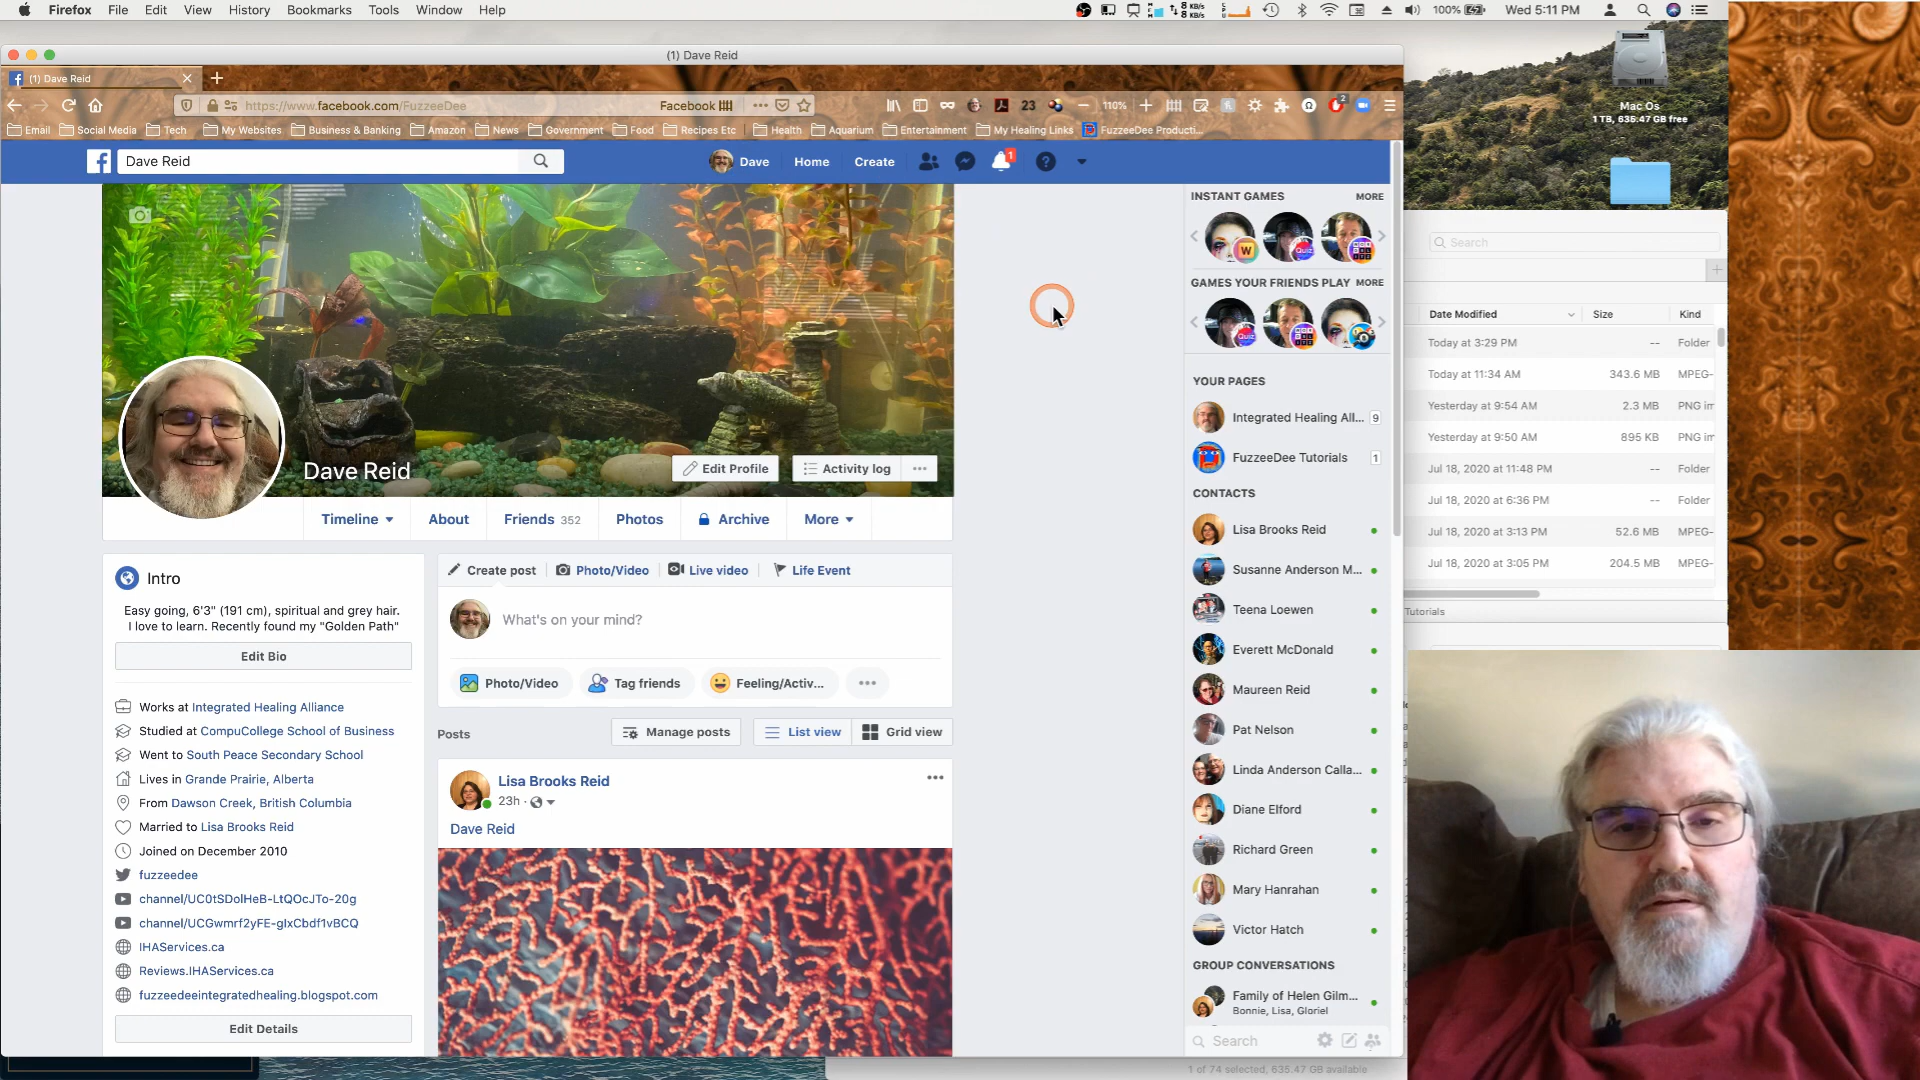 Firefox File Edit View History Bookmarks Tools Window Help
8 KB/s
8 KB/s
100%
Wed 5:11 PM
(1) Dave Reid
(1) Dave Reid
https://www.facebook.com/FuzzeeDee
Facebook
23
110%
2
Email Social Media Tech My Websites Business & Banking Amazon News Government Food Recipes Etc Health Aquarium Entertainment My Healing Links FuzzeeDee Producti...
Dave Reid
Dave Home Create
1
Dave Reid
Edit Profile
Activity log
Timeline About Friends 352 Photos Archive More
Intro
Easy going, 6'3" (191 cm), spiritual and grey hair.
I love to learn. Recently found my "Golden Path"
Edit Bio
Works at Integrated Healing Alliance
Studied at CompuCollege School of Business
Went to South Peace Secondary School
Lives in Grande Prairie, Alberta
From Dawson Creek, British Columbia
Married to Lisa Brooks Reid
Joined on December 2010
fuzzeedee
channel/UC0tSDolHeB-LtQOcJTo-20g
channel/UCGwmrf2yFE-glxCbdf1vBCQ
IHAServices.ca
Reviews.IHAServices.ca
fuzzeedeeintegratedhealing.blogspot.com
Edit Details
Create post Photo/Video Live video Life Event
What's on your mind?
Photo/Video Tag friends Feeling/Activ...
Posts
Manage posts List view Grid view
Lisa Brooks Reid
23h
Dave Reid
INSTANT GAMES MORE
W
Quiz
GAMES YOUR FRIENDS PLAY MORE
Quiz
YOUR PAGES
Integrated Healing All... 9
FuzzeeDee Tutorials 1
CONTACTS
Lisa Brooks Reid
Susanne Anderson M...
Teena Loewen
Everett McDonald
Maureen Reid
Pat Nelson
Linda Anderson Calla...
Diane Elford
Richard Green
Mary Hanrahan
Victor Hatch
GROUP CONVERSATIONS
Family of Helen Gilm...
Bonnie, Lisa, Gloriel
Search
Mac Os
1 TB, 635.47 GB free
Search
Date Modified Size Kind
Today at 3:29 PM -- Folder
Today at 11:34 AM 343.6 MB MPEG-
Yesterday at 9:54 AM 2.3 MB PNG im
Yesterday at 9:50 AM 895 KB PNG im
Jul 18, 2020 at 11:48 PM -- Folder
Jul 18, 2020 at 6:36 PM -- Folder
Jul 18, 2020 at 3:13 PM 52.6 MB MPEG-
Jul 18, 2020 at 3:05 PM 204.5 MB MPEG-
Tutorials
1 of 74 selected, 635.47 GB available